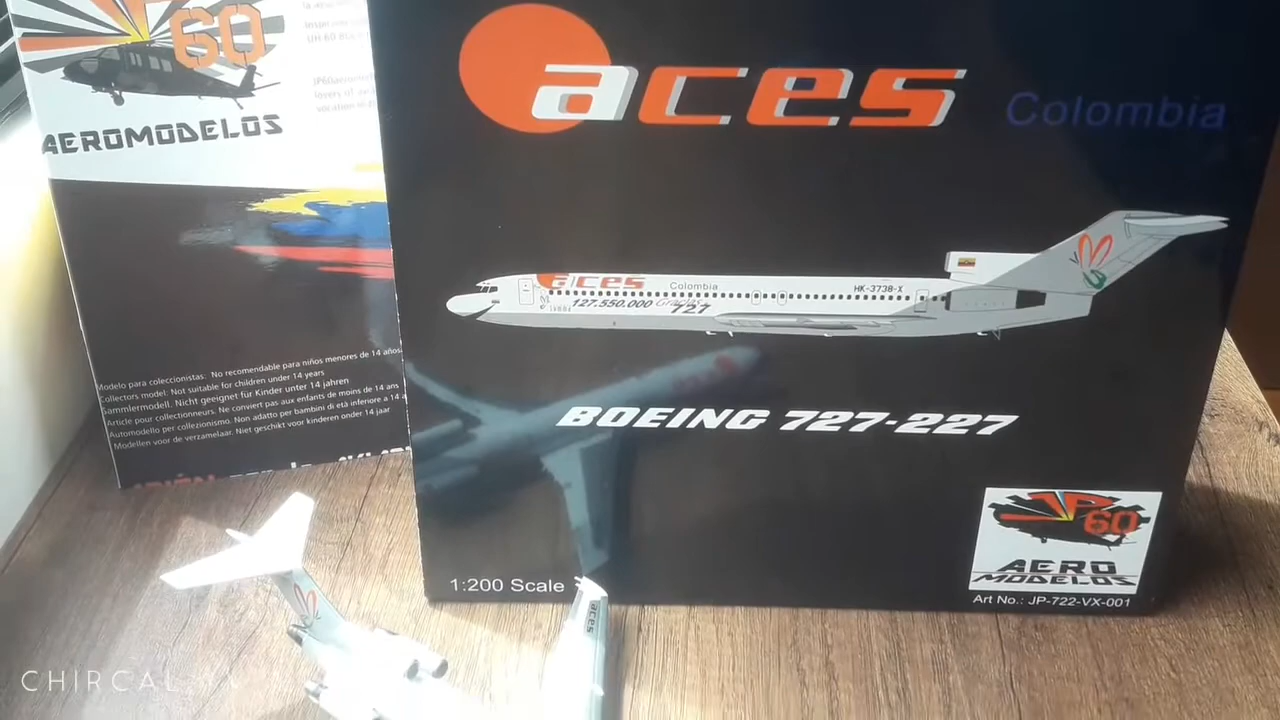 60
AEROMODELOS
Modelo para coleccionistas: No recomendable para niños menores de 14 años
Collectors model: Not suitable for children under 14 years
Sammlermodell. Nicht geeignet für Kinder unter 14 jahren
Article pour collectionneurs. Ne convient pas aux enfants de moins de 14 ans
Automodello per collezionismo. Non adatto per bambini di età inferiore a 14 a
Modellen voor de verzamelaar. Niet geschikt voor kinderen onder 14 jaar
aces Colombia
aces Colombia HK-3738-X
127.550.000 Gracias
727
BOEING 727-227
JP60
AERO
MODELOS
1:200 Scale
Art No.: JP-722-VX-001
aces
CHIRCAL